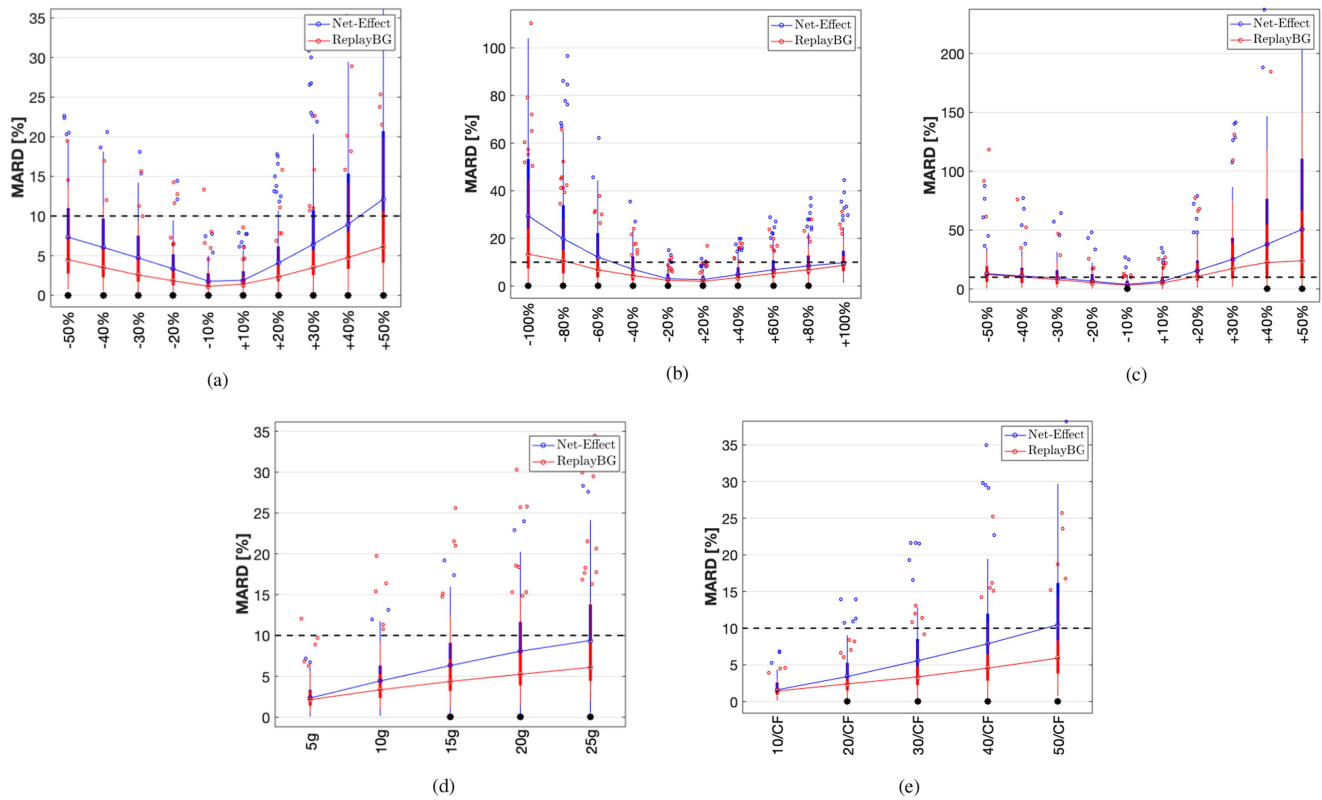 35
30
25
20
15
10
5
0
MARD [%]
Net-Effect
ReplayBG
-50%
-40%
-30%
-20%
-10%
+10%
+20%
+30%
+40%
+50%
(a)
100
80
60
40
20
0
MARD [%]
Net-Effect
ReplayBG
-100%
-80%
-60%
-40%
-20%
+20%
+40%
+60%
+80%
+100%
(b)
200
150
100
50
0
MARD [%]
Net-Effect
ReplayBG
-50%
-40%
-30%
-20%
-10%
+10%
+20%
+30%
+40%
+50%
(c)
35
30
25
20
15
10
5
0
MARD [%]
Net-Effect
ReplayBG
5g
10g
15g
20g
25g
(d)
35
30
25
20
15
10
5
0
MARD [%]
Net-Effect
ReplayBG
10/CF
20/CF
30/CF
40/CF
50/CF
(e)